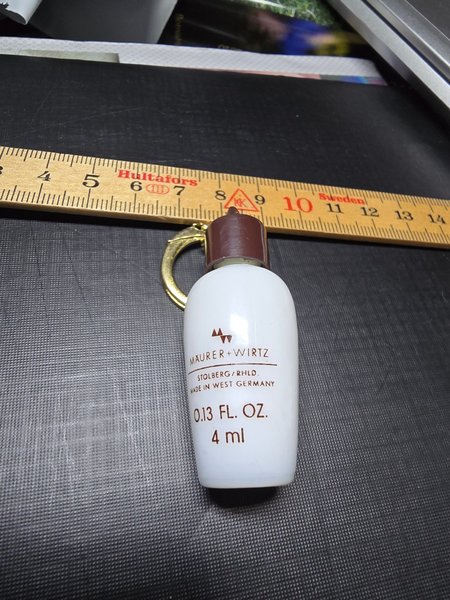 4 5 6 7 8 9 10 11 12 13 14
Hultafors
III
Sweden
MAURER+WIRTZ
STOLBERG/RHLD.
MADE IN WEST GERMANY
0.13 FL. OZ.
4 ml